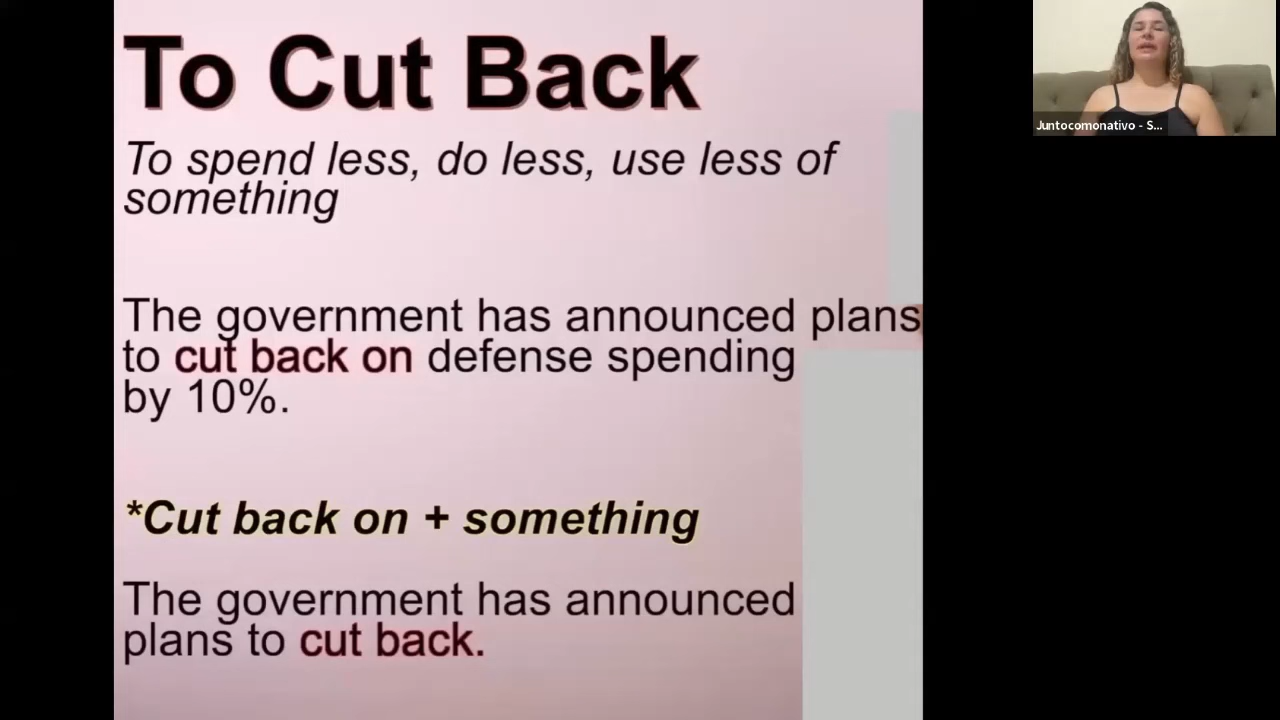 To Cut Back
To spend less, do less, use less of
something
The government has announced plans
to cut back on defense spending
by 10%.
*Cut back on + something
The government has announced
plans to cut back.
Juntocomonativo - S...